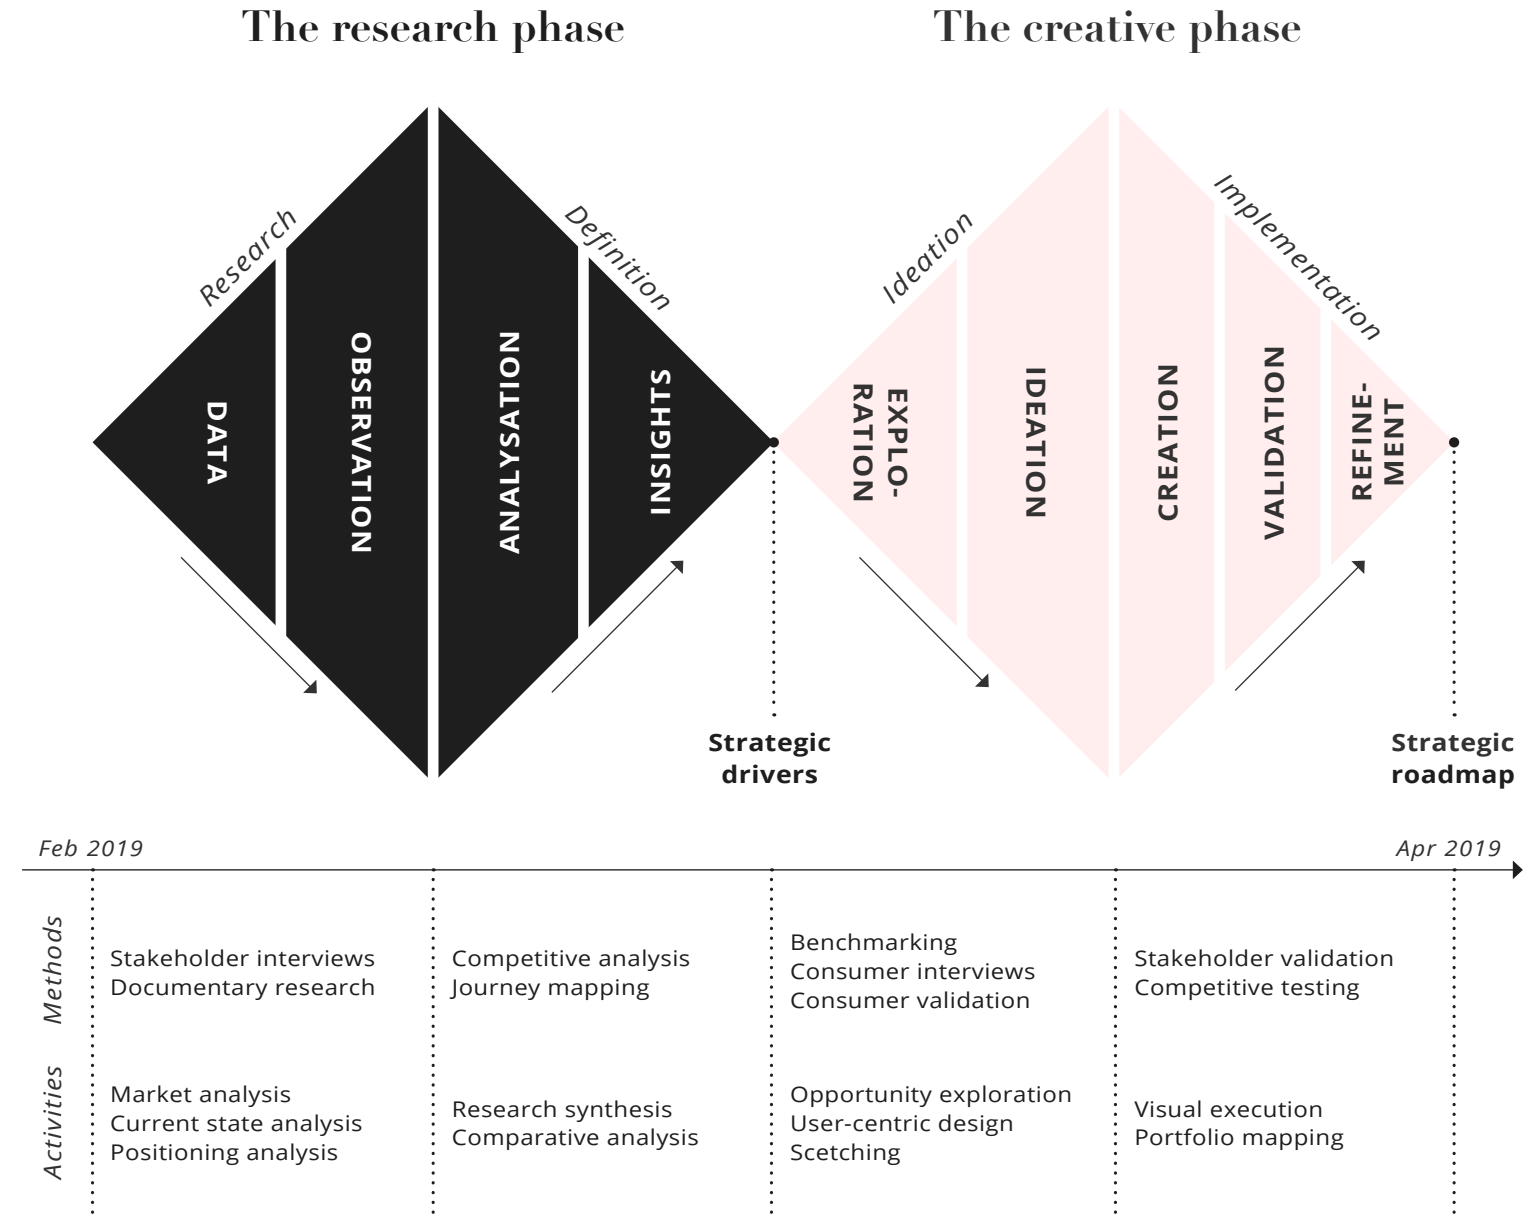 The research phase
The creative phase
Research
Definition
Ideation
Implementation
DATA
OBSERVATION
ANALYSATION
INSIGHTS
EXPLO-
RATION
IDEATION
CREATION
VALIDATION
REFINE-
MENT
Strategic
drivers
Strategic
roadmap
Feb 2019
Apr 2019
Methods
Stakeholder interviews
Documentary research
Competitive analysis
Journey mapping
Benchmarking
Consumer interviews
Consumer validation
Stakeholder validation
Competitive testing
Activities
Market analysis
Current state analysis
Positioning analysis
Research synthesis
Comparative analysis
Opportunity exploration
User-centric design
Scetching
Visual execution
Portfolio mapping